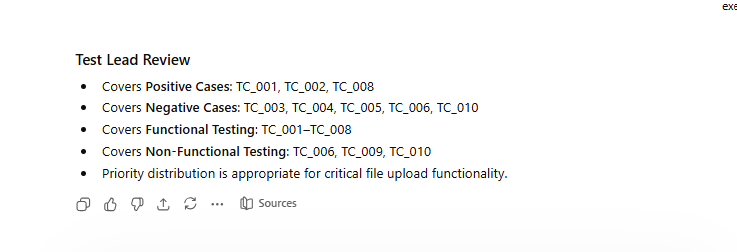 exe
Test Lead Review
• Covers Positive Cases: TC_001, TC_002, TC_008
• Covers Negative Cases: TC_003, TC_004, TC_005, TC_006, TC_010
• Covers Functional Testing: TC_001–TC_008
• Covers Non-Functional Testing: TC_006, TC_009, TC_010
• Priority distribution is appropriate for critical file upload functionality.
Sources